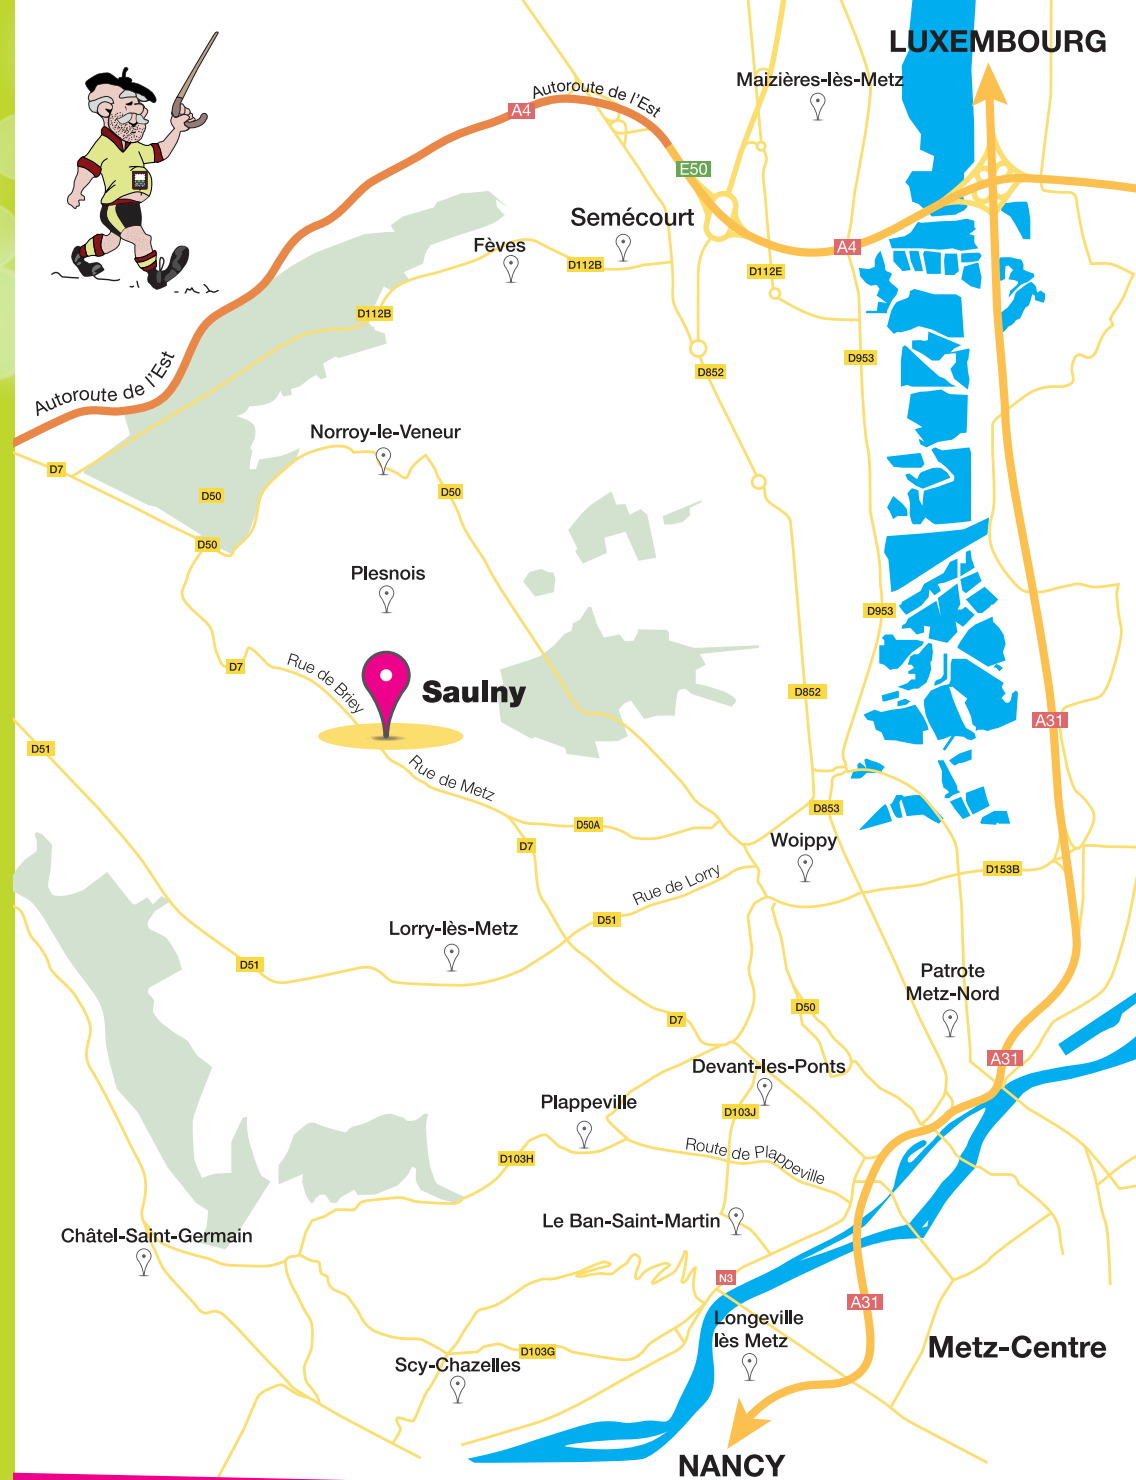 LUXEMBOURG
Maizières-lès-Metz
Autoroute de l'Est
A4
E50
Semécourt
Fèves
D112B
A4
D112E
D112B
Autoroute de l'Est
D953
D852
Norroy-le-Veneur
D7
D50
D50
D50
Plesnois
D953
D7
Rue de Briey
Saulny
D852
A31
D51
Rue de Metz
D853
D50A
D7
Woippy
D153B
Rue de Lorry
D51
Lorry-lès-Metz
D51
Patrote
Metz-Nord
D50
D7
A31
Devant-les-Ponts
Plappeville
D103J
D103H
Route de Plappeville
Le Ban-Saint-Martin
Châtel-Saint-Germain
N3
A31
Longeville
lès Metz
Metz-Centre
D103G
Scy-Chazelles
NANCY